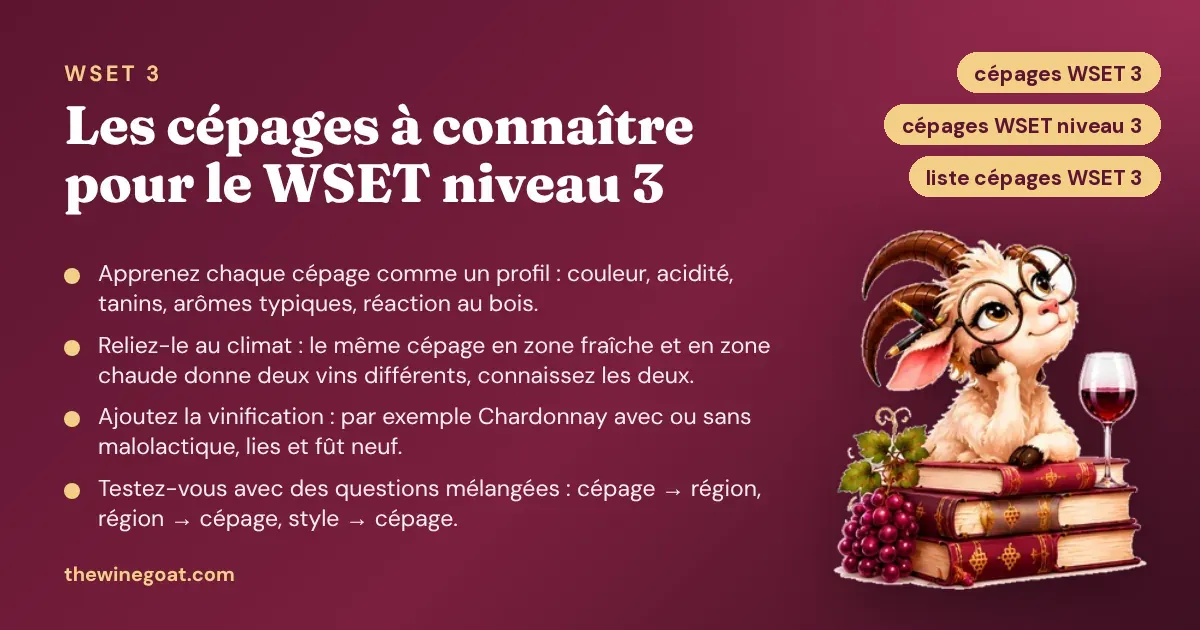 WSET 3
Les cépages à connaître
pour le WSET niveau 3
Apprenez chaque cépage comme un profil : couleur, acidité,
tanins, arômes typiques, réaction au bois.
Reliez-le au climat : le même cépage en zone fraîche et en zone
chaude donne deux vins différents, connaissez les deux.
Ajoutez la vinification : par exemple Chardonnay avec ou sans
malolactique, lies et fût neuf.
Testez-vous avec des questions mélangées : cépage → région,
région → cépage, style → cépage.
thewinegoat.com
cépages WSET 3
cépages WSET niveau 3
liste cépages WSET 3